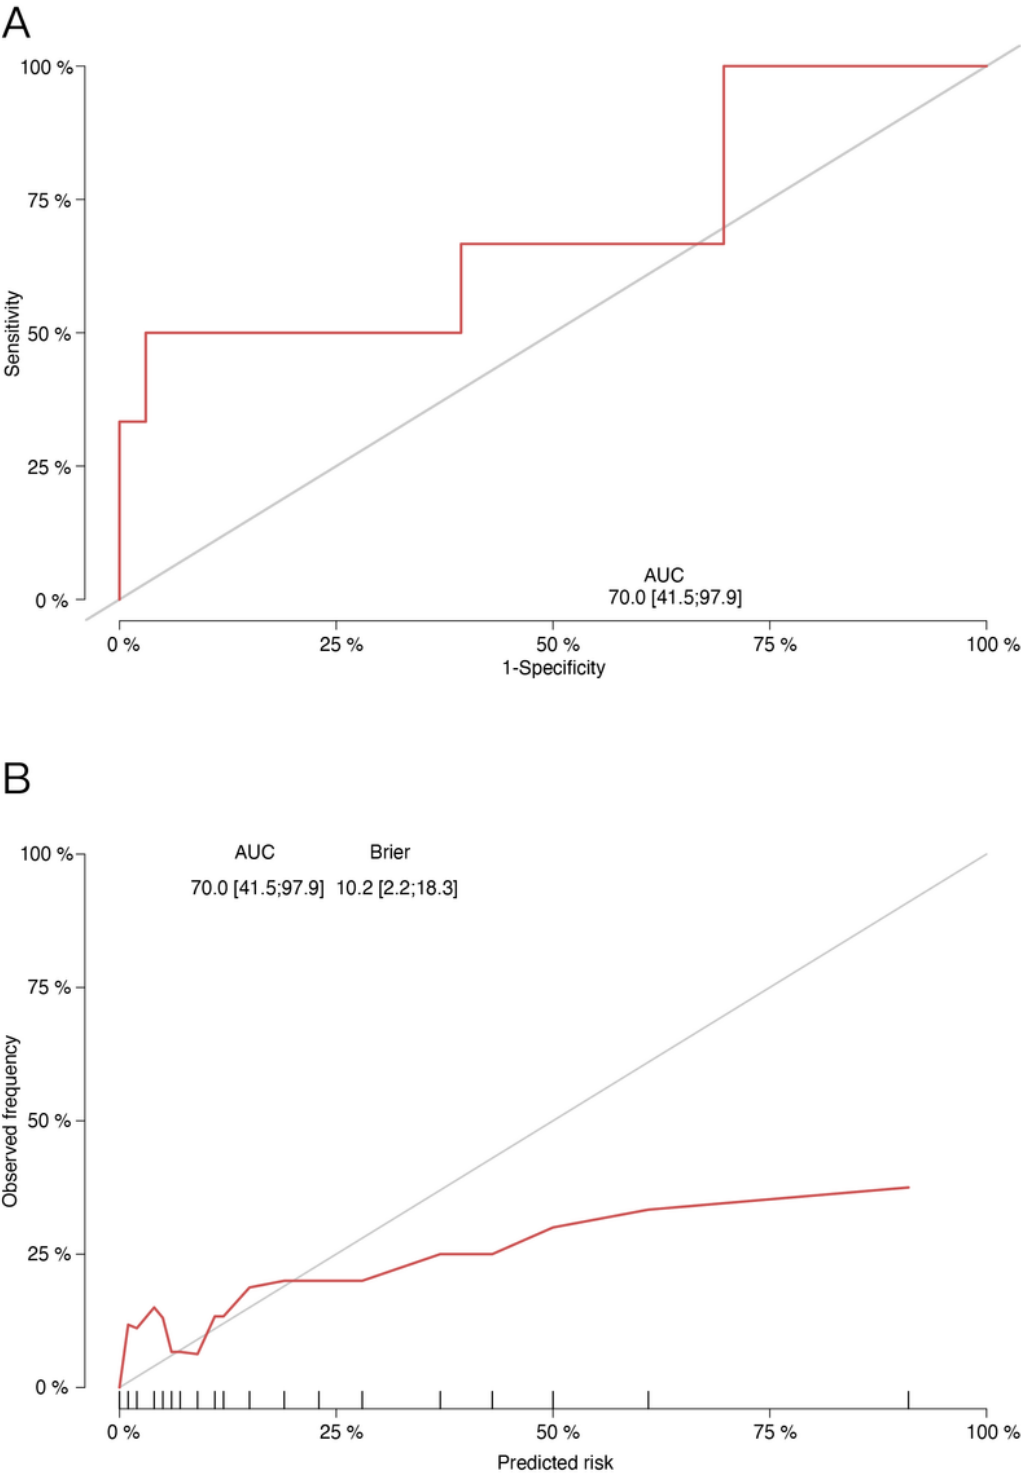 A
100 %
75 %
50 %
25 %
0 %
Sensitivity
AUC
70.0 [41.5;97.9]
0 % 25 % 50 % 75 % 100 %
1-Specificity
B
AUC Brier
70.0 [41.5;97.9] 10.2 [2.2;18.3]
100 %
75 %
50 %
25 %
0 %
Observed frequency
0 % 25 % 50 % 75 % 100 %
Predicted risk